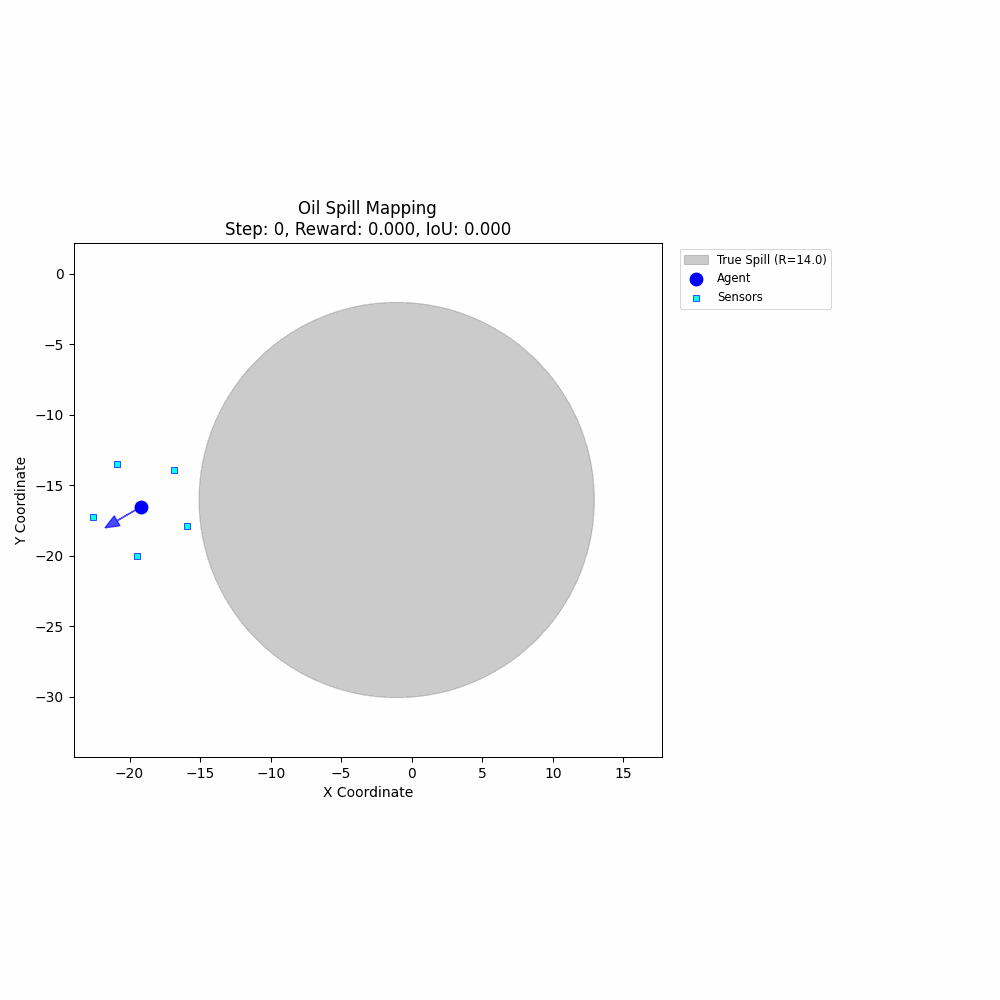 Oil Spill Mapping
Step: 0, Reward: 0.000, IoU: 0.000
True Spill (R=14.0)
Agent
Sensors
0
−5
−10
−15
−20
−25
−30
Y Coordinate
−20
−15
−10
−5
0
5
10
15
X Coordinate